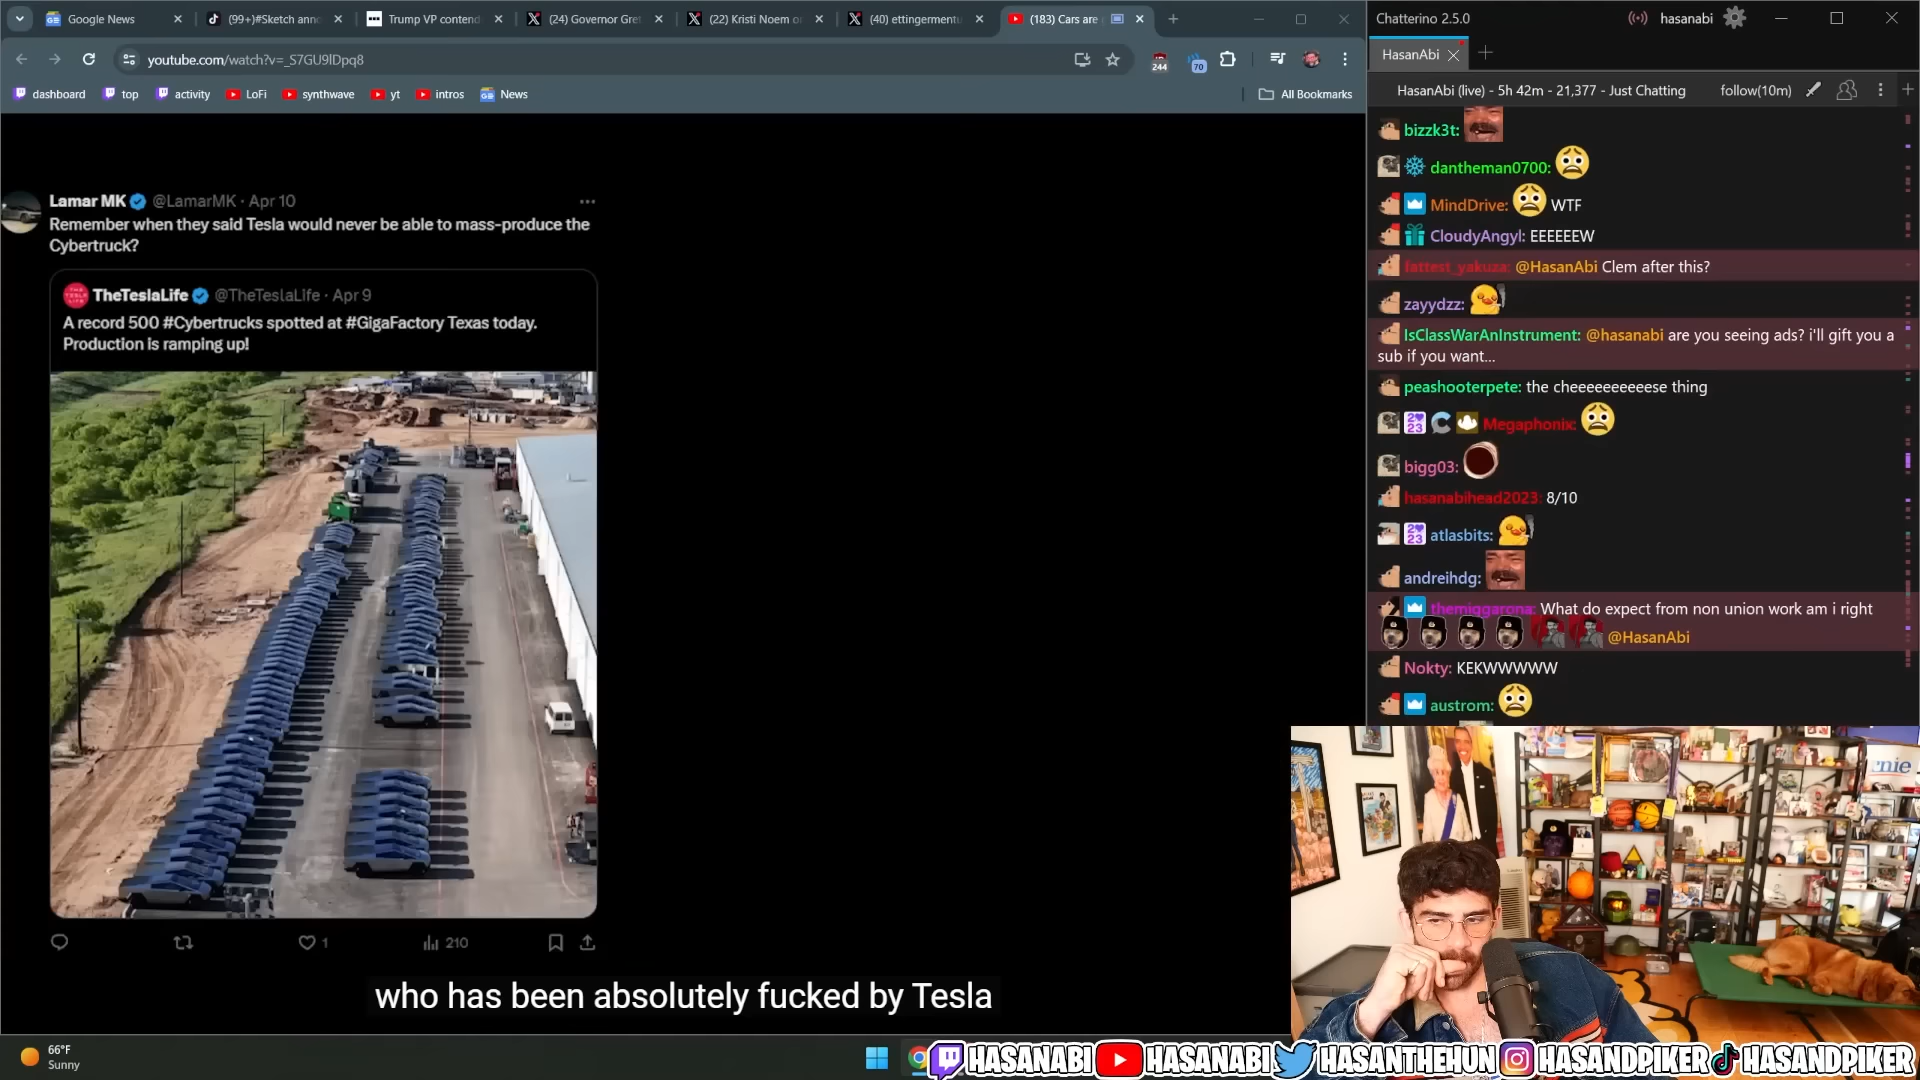 Google News
(99+)#Sketch ann
Trump VP contend
(24) Governor Gre
(22) Kristi Noem o
(40) ettingermentu
(183) Cars are
youtube.com/watch?v=_S7GU9lDpq8
244
70
dashboard
top
activity
LoFi
synthwave
yt
intros
News
All Bookmarks
Lamar MK @LamarMK · Apr 10
Remember when they said Tesla would never be able to mass-produce the
Cybertruck?
TheTeslaLife @TheTeslaLife · Apr 9
A record 500 #Cybertrucks spotted at #GigaFactory Texas today.
Production is ramping up!
1
210
who has been absolutely fucked by Tesla
66°F
Sunny
Chatterino 2.5.0
hasanabi
HasanAbi
HasanAbi (live) - 5h 42m - 21,377 - Just Chatting
follow(10m)
bizzk3t:
dantheman0700:
MindDrive: WTF
CloudyAngyl: EEEEEEW
fattest_yakuza: @HasanAbi Clem after this?
zayydzz:
IsClassWarAnInstrument: @hasanabi are you seeing ads? i'll gift you a
sub if you want...
peashooterpete: the cheeeeeeeeeese thing
Megaphonix:
bigg03:
hasanabihead2023: 8/10
atlasbits:
andreihdg:
themiggarona: What do expect from non union work am i right
@HasanAbi
Nokty: KEKWWWWW
austrom:
HASANABI HASANABI HASANTHEHUN HASANDPIKER HASANDPIKER